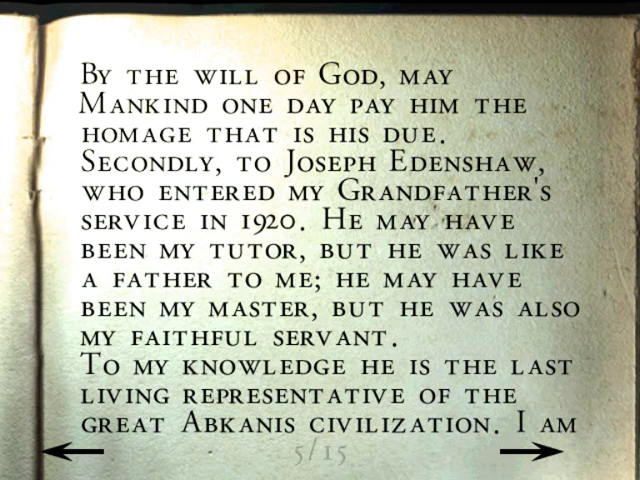 By the will of God, may
Mankind one day pay him the
homage that is his due.
Secondly, to Joseph Edenshaw,
who entered my Grandfather's
service in 1920. He may have
been my tutor, but he was like
a father to me; he may have
been my master, but he was also
my faithful servant.
To my knowledge he is the last
living representative of the
great Abkanis civilization. I am
5/15